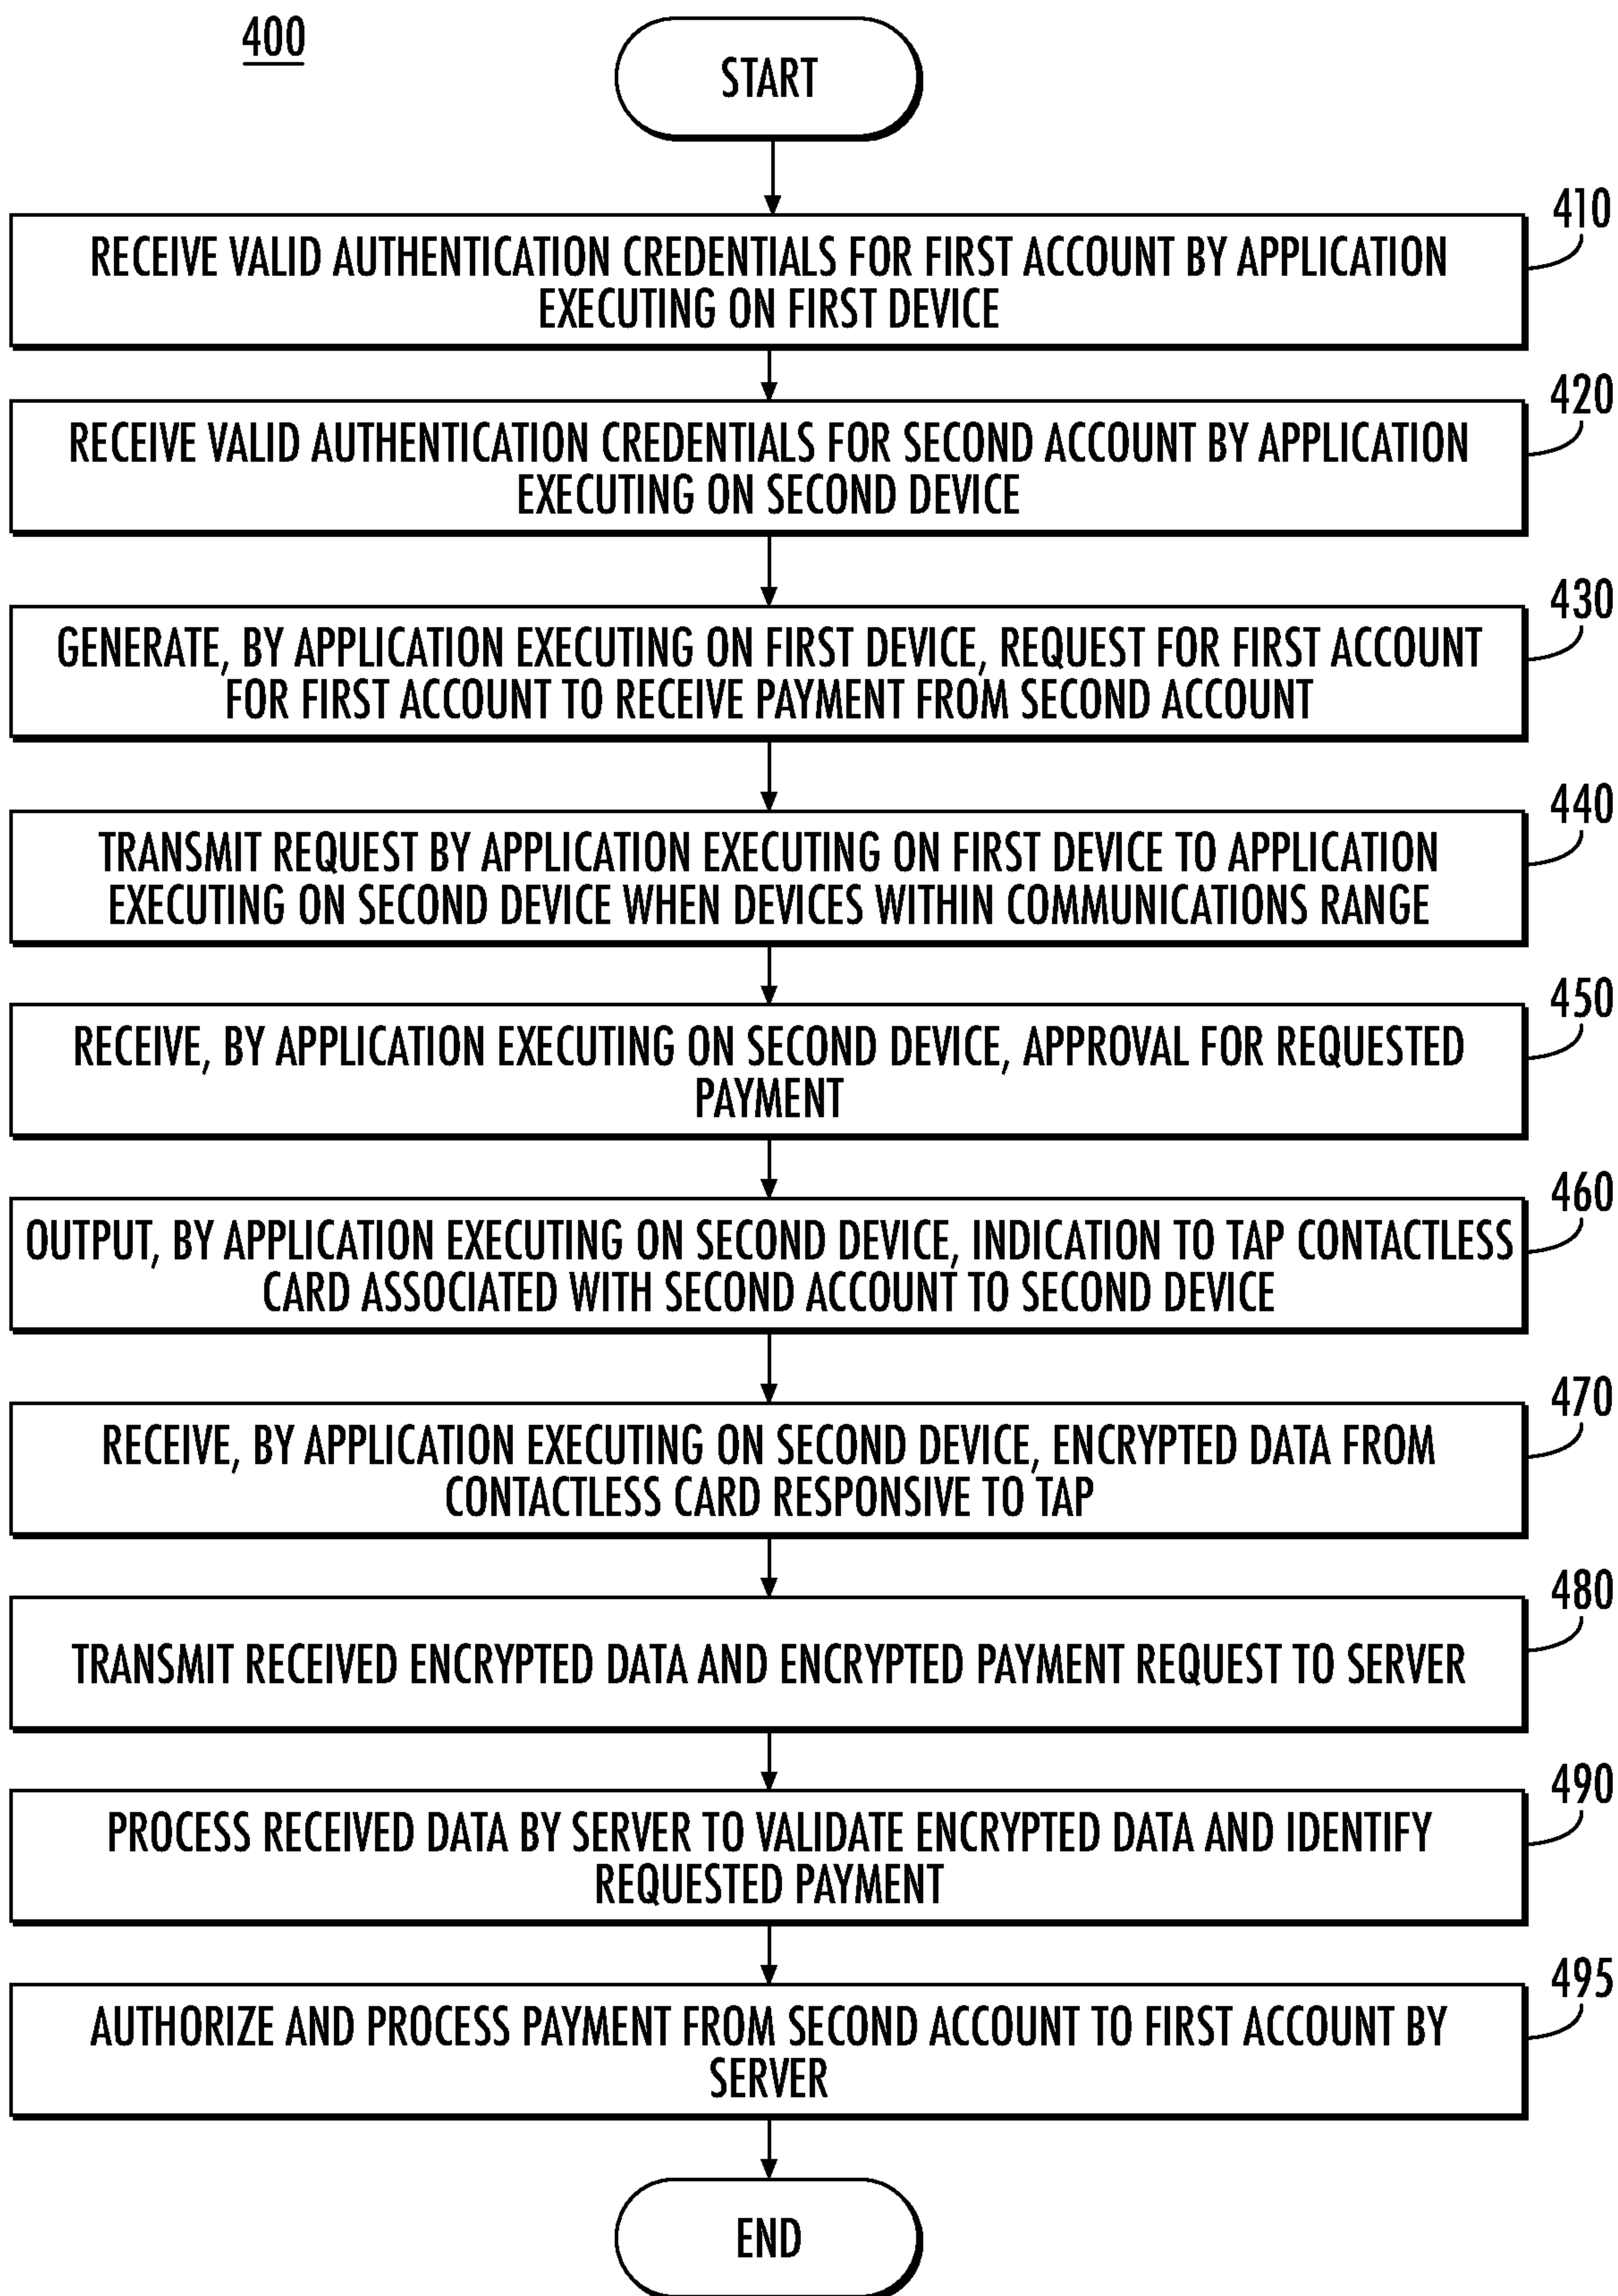 400
START
410
RECEIVE VALID AUTHENTICATION CREDENTIALS FOR FIRST ACCOUNT BY APPLICATION
EXECUTING ON FIRST DEVICE
420
RECEIVE VALID AUTHENTICATION CREDENTIALS FOR SECOND ACCOUNT BY APPLICATION
EXECUTING ON SECOND DEVICE
430
GENERATE, BY APPLICATION EXECUTING ON FIRST DEVICE, REQUEST FOR FIRST ACCOUNT
FOR FIRST ACCOUNT TO RECEIVE PAYMENT FROM SECOND ACCOUNT
440
TRANSMIT REQUEST BY APPLICATION EXECUTING ON FIRST DEVICE TO APPLICATION
EXECUTING ON SECOND DEVICE WHEN DEVICES WITHIN COMMUNICATIONS RANGE
450
RECEIVE, BY APPLICATION EXECUTING ON SECOND DEVICE, APPROVAL FOR REQUESTED
PAYMENT
460
OUTPUT, BY APPLICATION EXECUTING ON SECOND DEVICE, INDICATION TO TAP CONTACTLESS
CARD ASSOCIATED WITH SECOND ACCOUNT TO SECOND DEVICE
470
RECEIVE, BY APPLICATION EXECUTING ON SECOND DEVICE, ENCRYPTED DATA FROM
CONTACTLESS CARD RESPONSIVE TO TAP
480
TRANSMIT RECEIVED ENCRYPTED DATA AND ENCRYPTED PAYMENT REQUEST TO SERVER
490
PROCESS RECEIVED DATA BY SERVER TO VALIDATE ENCRYPTED DATA AND IDENTIFY
REQUESTED PAYMENT
495
AUTHORIZE AND PROCESS PAYMENT FROM SECOND ACCOUNT TO FIRST ACCOUNT BY
SERVER
END